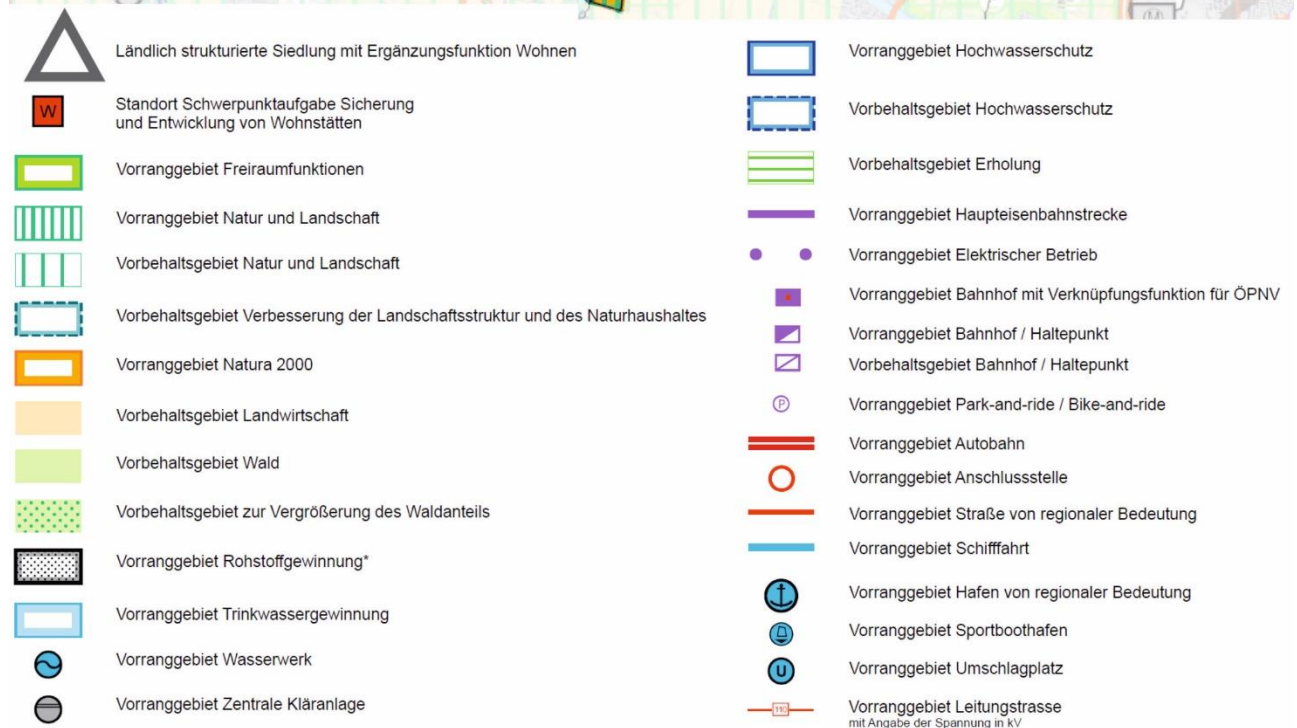 Ländlich strukturierte Siedlung mit Ergänzungsfunktion Wohnen
W
Standort Schwerpunktaufgabe Sicherung
und Entwicklung von Wohnstätten
Vorranggebiet Freiraumfunktionen
Vorranggebiet Natur und Landschaft
Vorbehaltsgebiet Natur und Landschaft
Vorbehaltsgebiet Verbesserung der Landschaftsstruktur und des Naturhaushaltes
Vorranggebiet Natura 2000
Vorbehaltsgebiet Landwirtschaft
Vorbehaltsgebiet Wald
Vorbehaltsgebiet zur Vergrößerung des Waldanteils
Vorranggebiet Rohstoffgewinnung*
Vorranggebiet Trinkwassergewinnung
Vorranggebiet Wasserwerk
Vorranggebiet Zentrale Kläranlage
Vorranggebiet Hochwasserschutz
Vorbehaltsgebiet Hochwasserschutz
Vorbehaltsgebiet Erholung
Vorranggebiet Haupteisenbahnstrecke
Vorranggebiet Elektrischer Betrieb
Vorranggebiet Bahnhof mit Verknüpfungsfunktion für ÖPNV
Vorranggebiet Bahnhof / Haltepunkt
Vorbehaltsgebiet Bahnhof / Haltepunkt
P
Vorranggebiet Park-and-ride / Bike-and-ride
Vorranggebiet Autobahn
Vorranggebiet Anschlussstelle
Vorranggebiet Straße von regionaler Bedeutung
Vorranggebiet Schifffahrt
Vorranggebiet Hafen von regionaler Bedeutung
Vorranggebiet Sportboothafen
U
Vorranggebiet Umschlagplatz
110
Vorranggebiet Leitungstrasse
mit Angabe der Spannung in kV